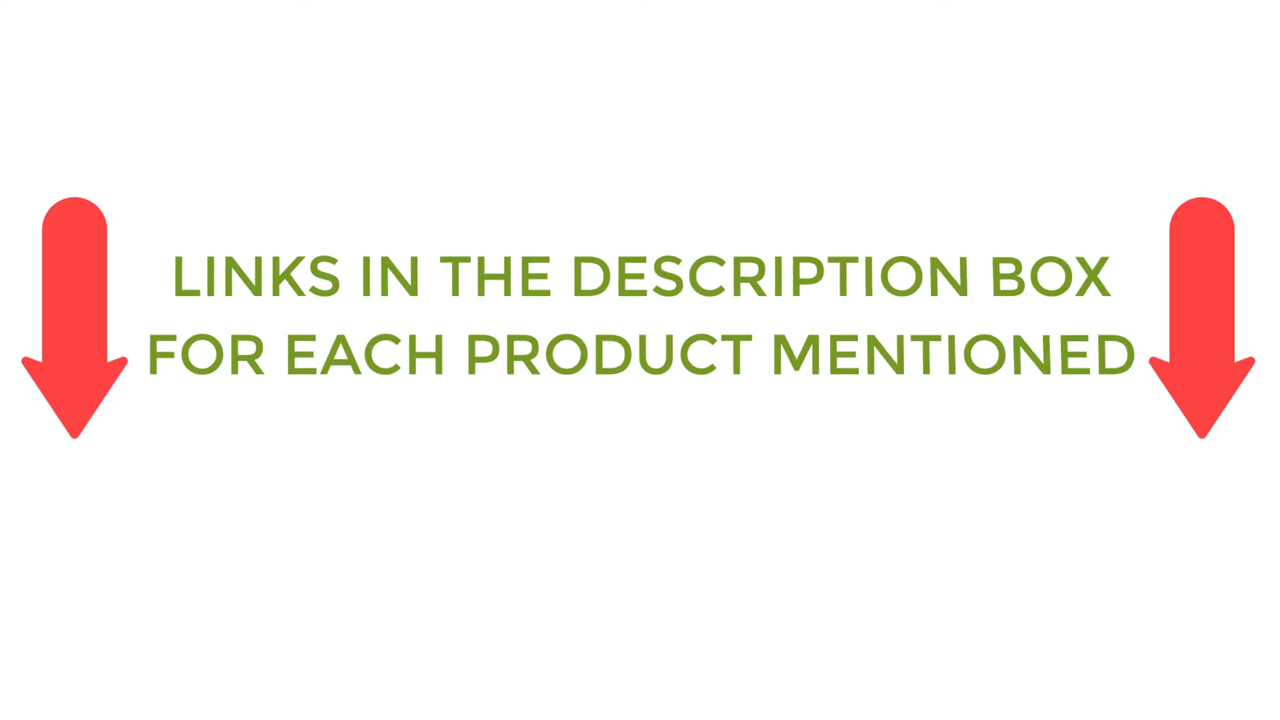 LINKS IN THE DESCRIPTION BOX
FOR EACH PRODUCT MENTIONED